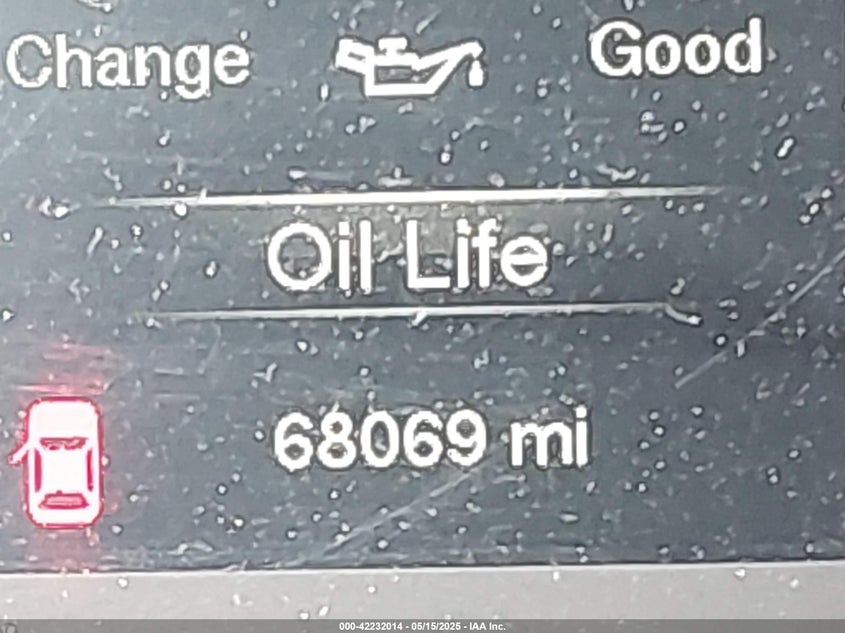 Change Good
Oil Life
68069 mi
000-42232014 - 05/15/2025 - IAA Inc.